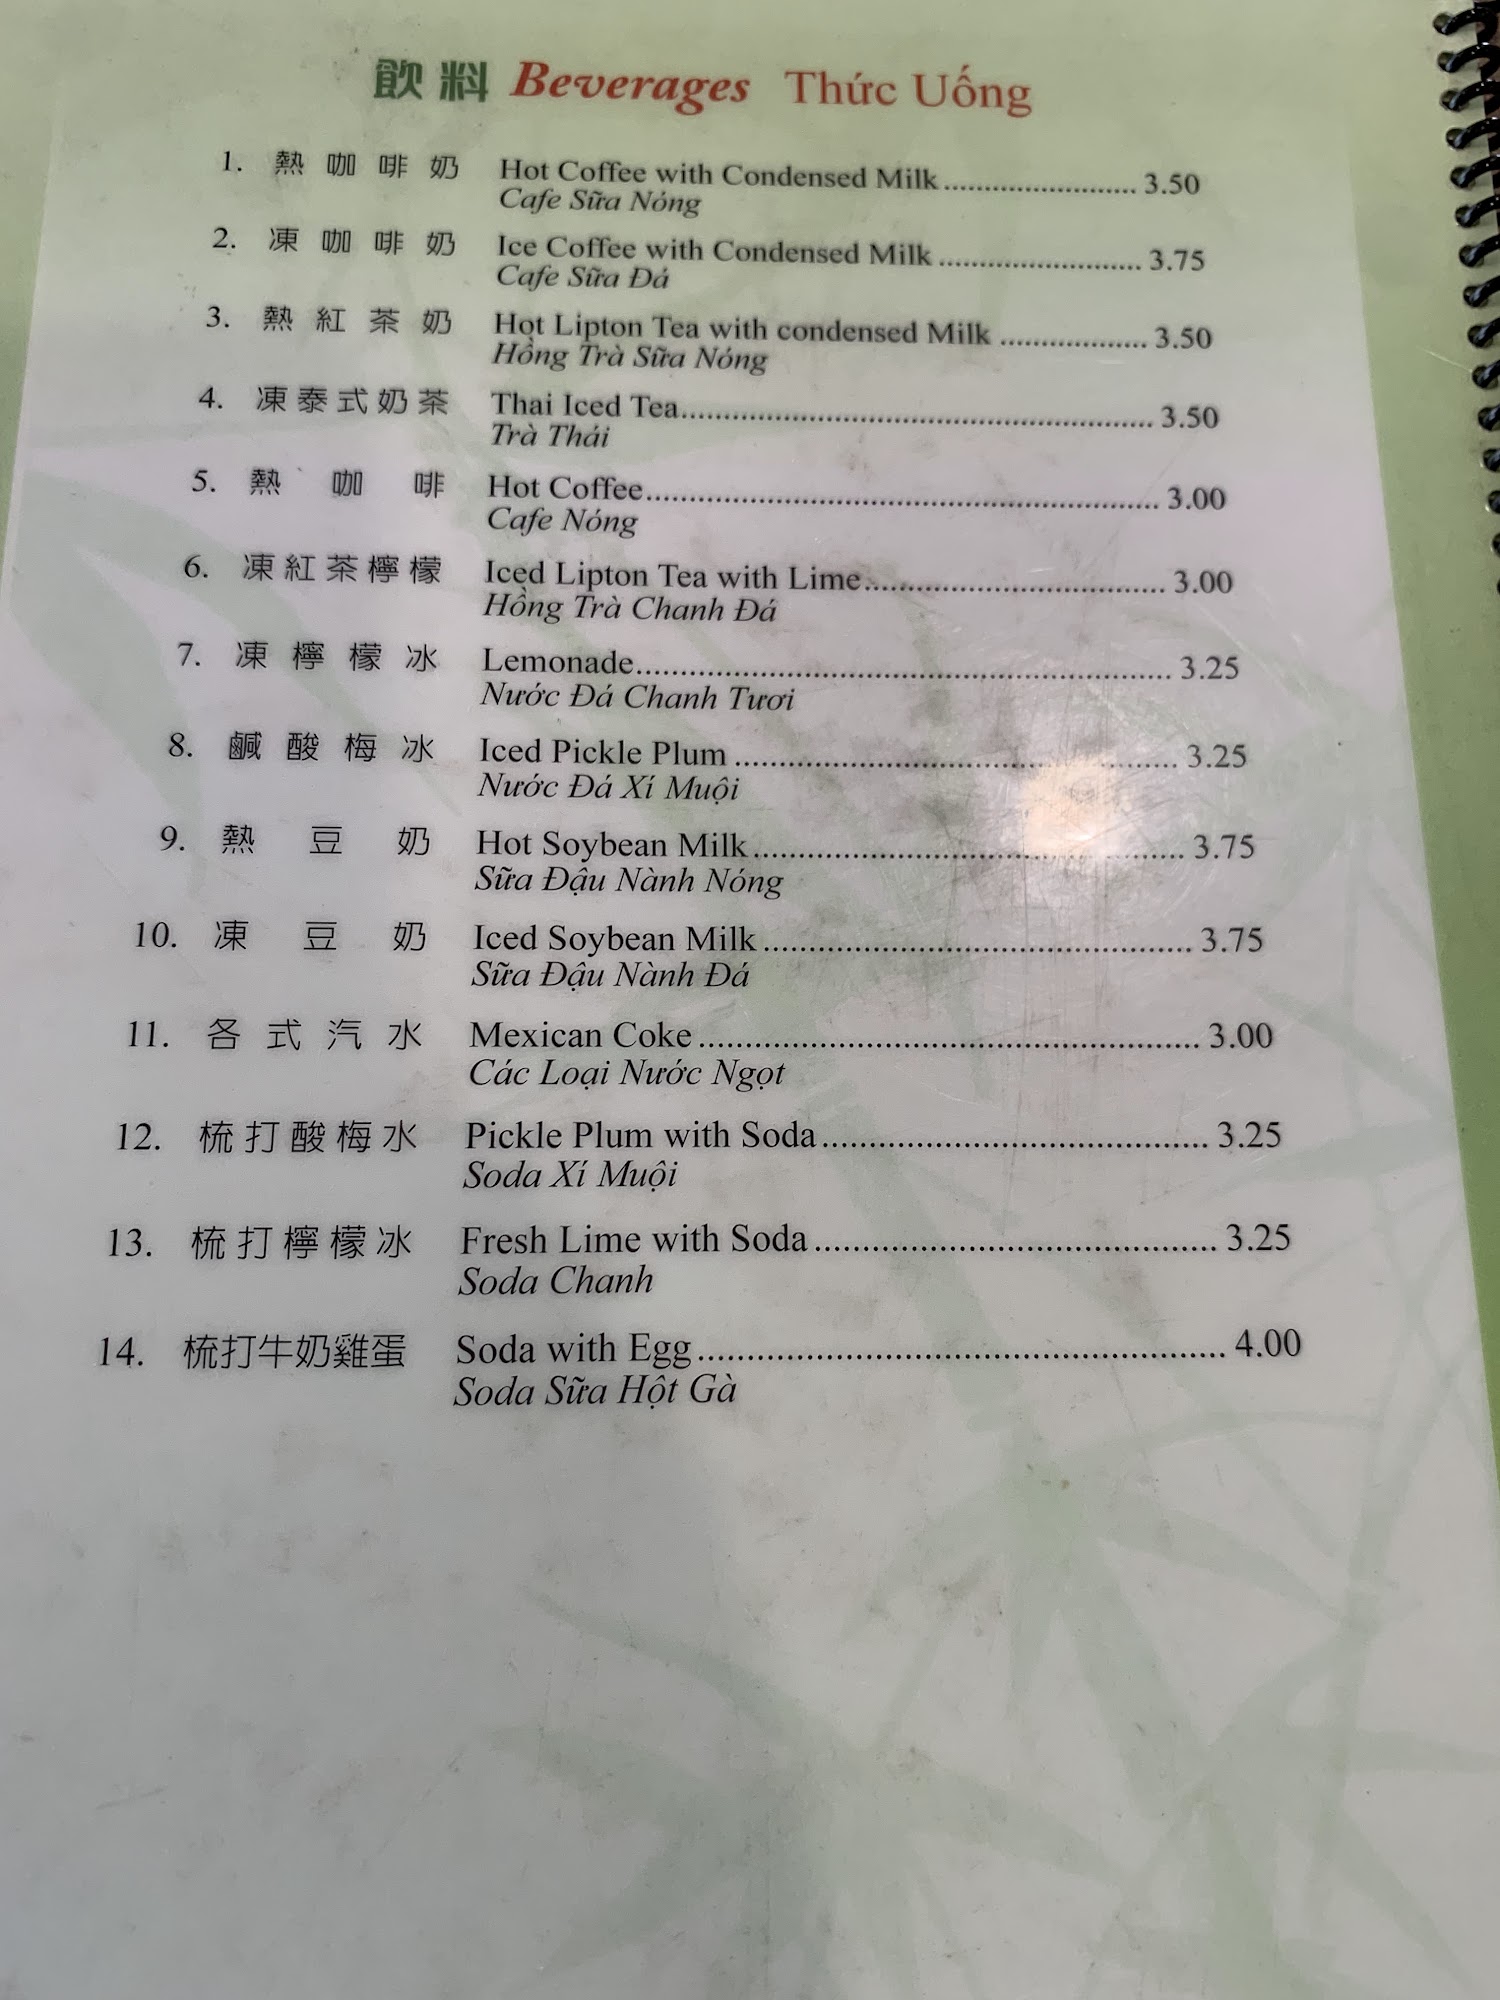 飲料 Beverages Thức Uống
1. 熱咖啡奶 Hot Coffee with Condensed Milk........................ 3.50
Cafe Sữa Nóng
2. 凍咖啡奶 Ice Coffee with Condensed Milk......................... 3.75
Cafe Sữa Đá
3. 熱紅茶奶 Hot Lipton Tea with condensed Milk .................. 3.50
Hồng Trà Sữa Nóng
4. 凍泰式奶茶 Thai Iced Tea.......................................................... 3.50
Trà Thái
5. 熱咖啡 Hot Coffee............................................................... 3.00
Cafe Nóng
6. 凍紅茶檸檬 Iced Lipton Tea with Lime..................................... 3.00
Hồng Trà Chanh Đá
7. 凍檸檬冰 Lemonade................................................................. 3.25
Nước Đá Chanh Tươi
8. 鹹酸梅冰 Iced Pickle Plum ...................................................... 3.25
Nước Đá Xí Muội
9. 熱豆奶 Hot Soybean Milk..................................................... 3.75
Sữa Đậu Nành Nóng
10. 凍豆奶 Iced Soybean Milk.................................................... 3.75
Sữa Đậu Nành Đá
11. 各式汽水 Mexican Coke............................................................ 3.00
Các Loại Nước Ngọt
12. 梳打酸梅水 Pickle Plum with Soda.............................................. 3.25
Soda Xí Muội
13. 梳打檸檬冰 Fresh Lime with Soda............................................... 3.25
Soda Chanh
14. 梳打牛奶雞蛋 Soda with Egg............................................................ 4.00
Soda Sữa Hột Gà